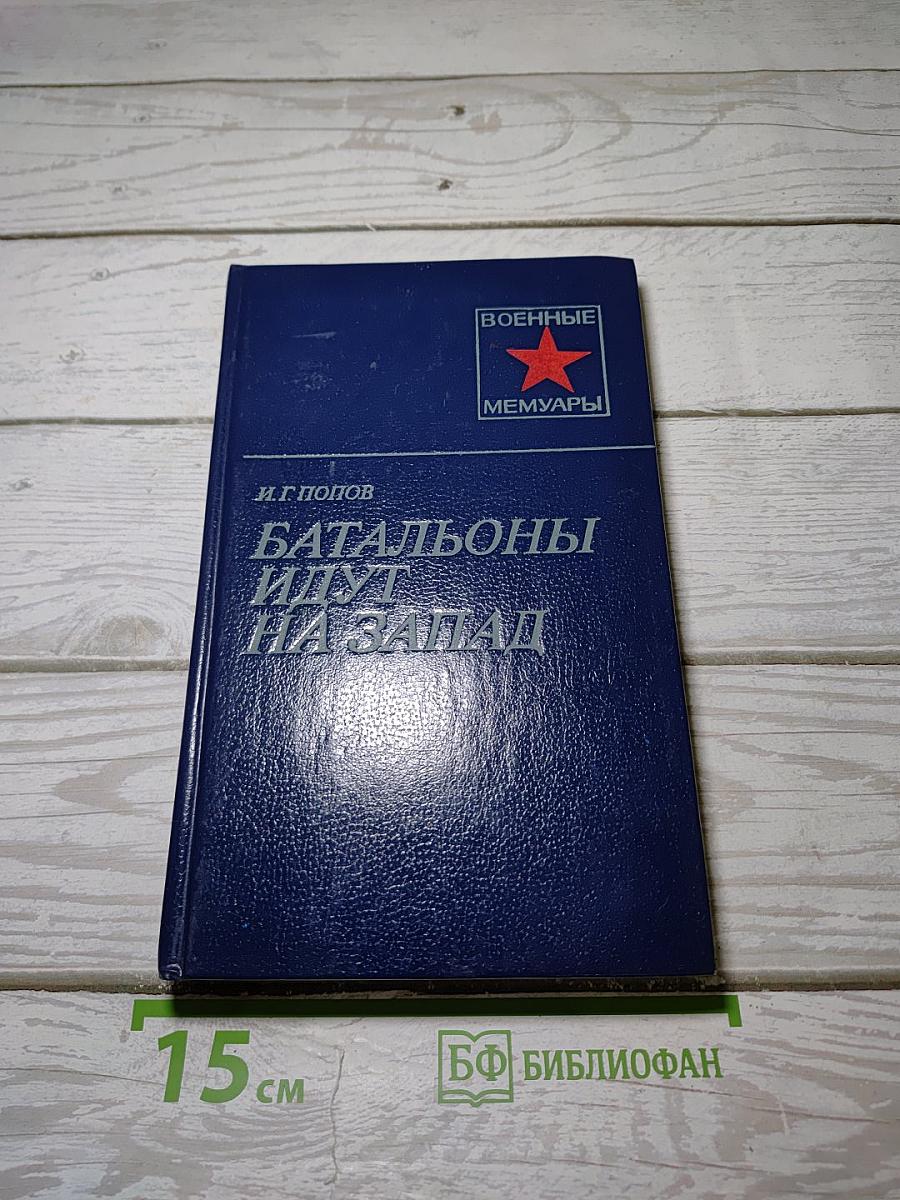 ВОЕННЫЕ
МЕМУАРЫ
И. Г. ПОПОВ
БАТАЛЬОНЫ
ИДУТ
НА ЗАПАД
15 см
БФ БИБЛИОФАН